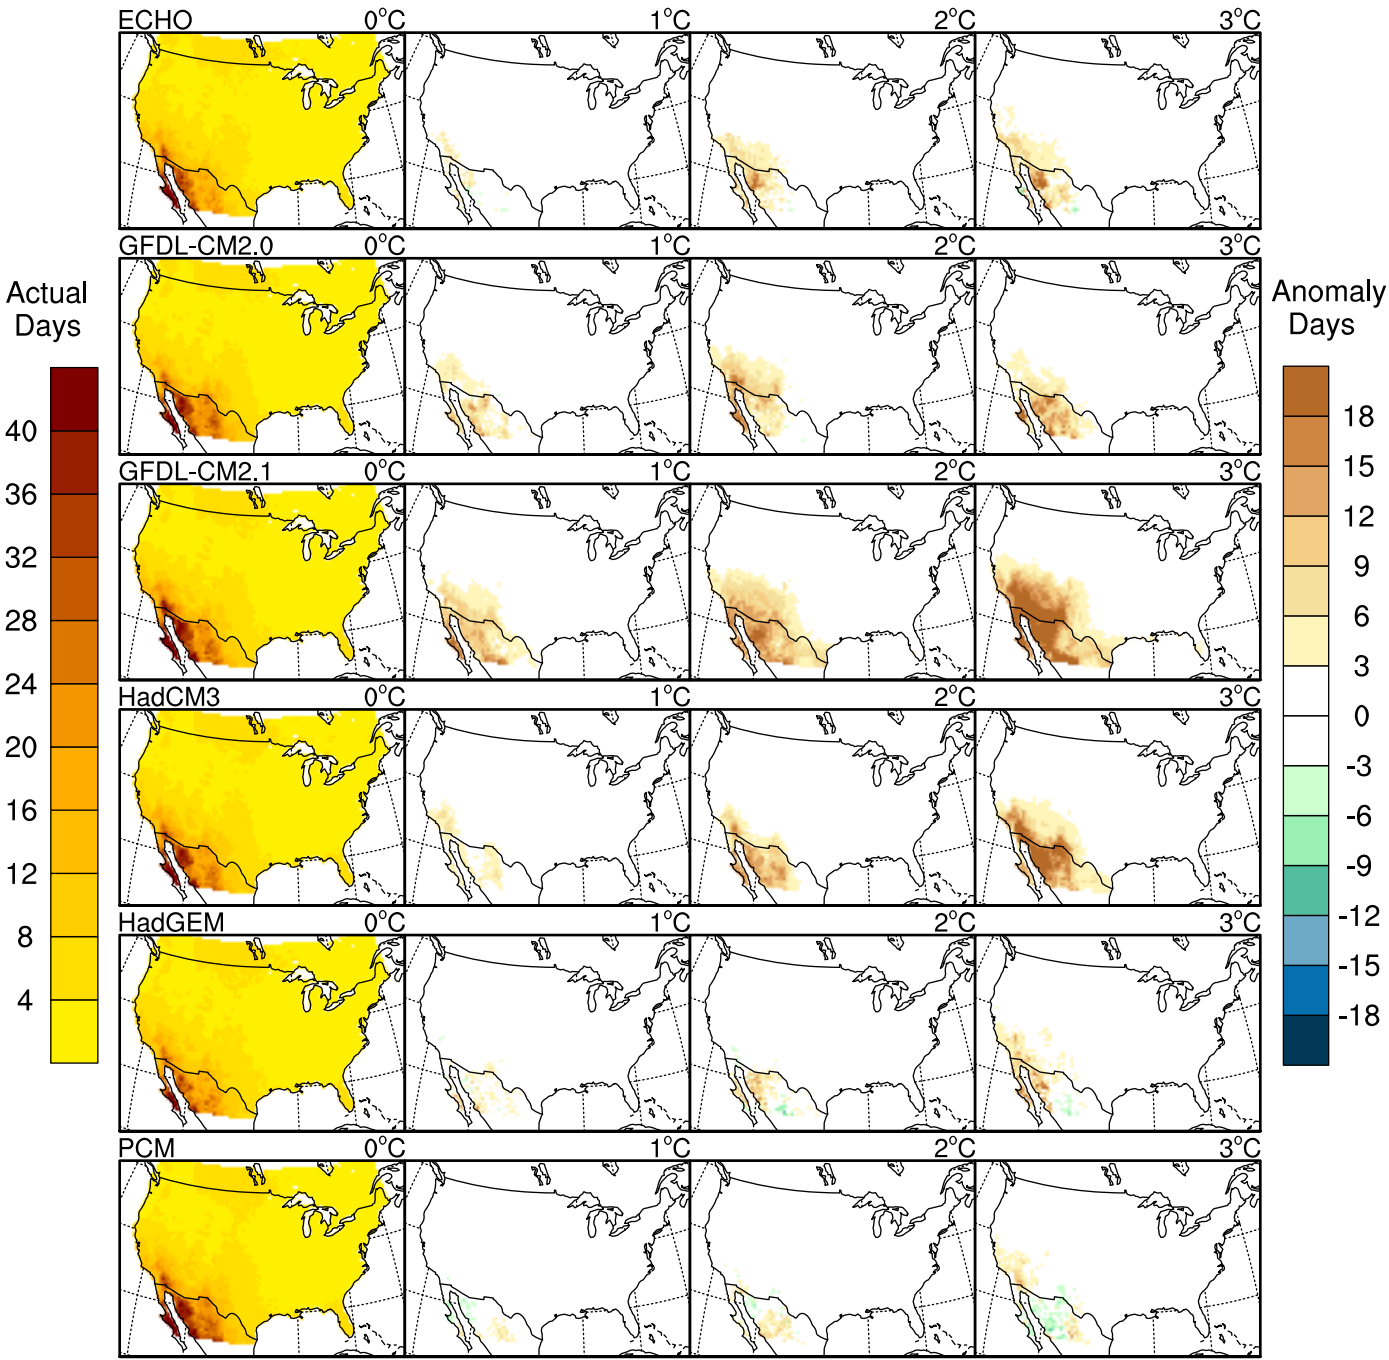 ECHO 0°C 1°C 2°C 3°C
GFDL-CM2.0 0°C 1°C 2°C 3°C
Actual
Days
40
36
32
28
24
20
16
12
8
4
Anomaly
Days
18
15
12
9
6
3
0
-3
-6
-9
-12
-15
-18
GFDL-CM2.1 0°C 1°C 2°C 3°C
HadCM3 0°C 1°C 2°C 3°C
HadGEM 0°C 1°C 2°C 3°C
PCM 0°C 1°C 2°C 3°C